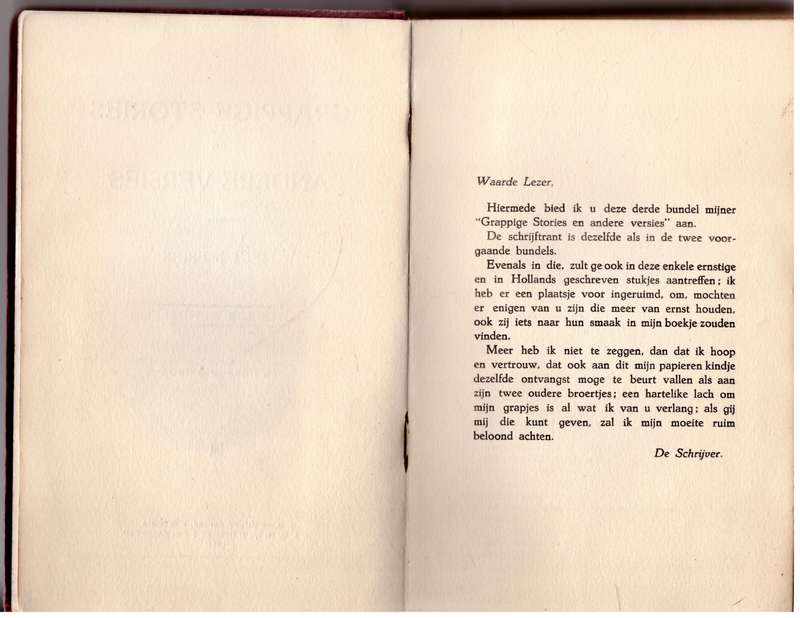 Waarde Lezer,
Hiermede bied ik u deze derde bundel mijner
"Grappige Stories en andere versies" aan.
De schrijftrant is dezelfde als in de twee voor-
gaande bundels.
Evenals in die, zult ge ook in deze enkele ernstige
en in Hollands geschreven stukjes aantreffen; ik
heb er een plaatsje voor ingeruimd, om, mochten
er enigen van u zijn die meer van ernst houden,
ook zij iets naar hun smaak in mijn boekje zouden
vinden.
Meer heb ik niet te zeggen, dan dat ik hoop
en vertrouw, dat ook aan dit mijn papieren kindje
dezelfde ontvangst moge te beurt vallen als aan
zijn twee oudere broertjes; een hartelike lach om
mijn grapjes is al wat ik van u verlang; als gij
mij die kunt geven, zal ik mijn moeite ruim
beloond achten.
De Schrijver.